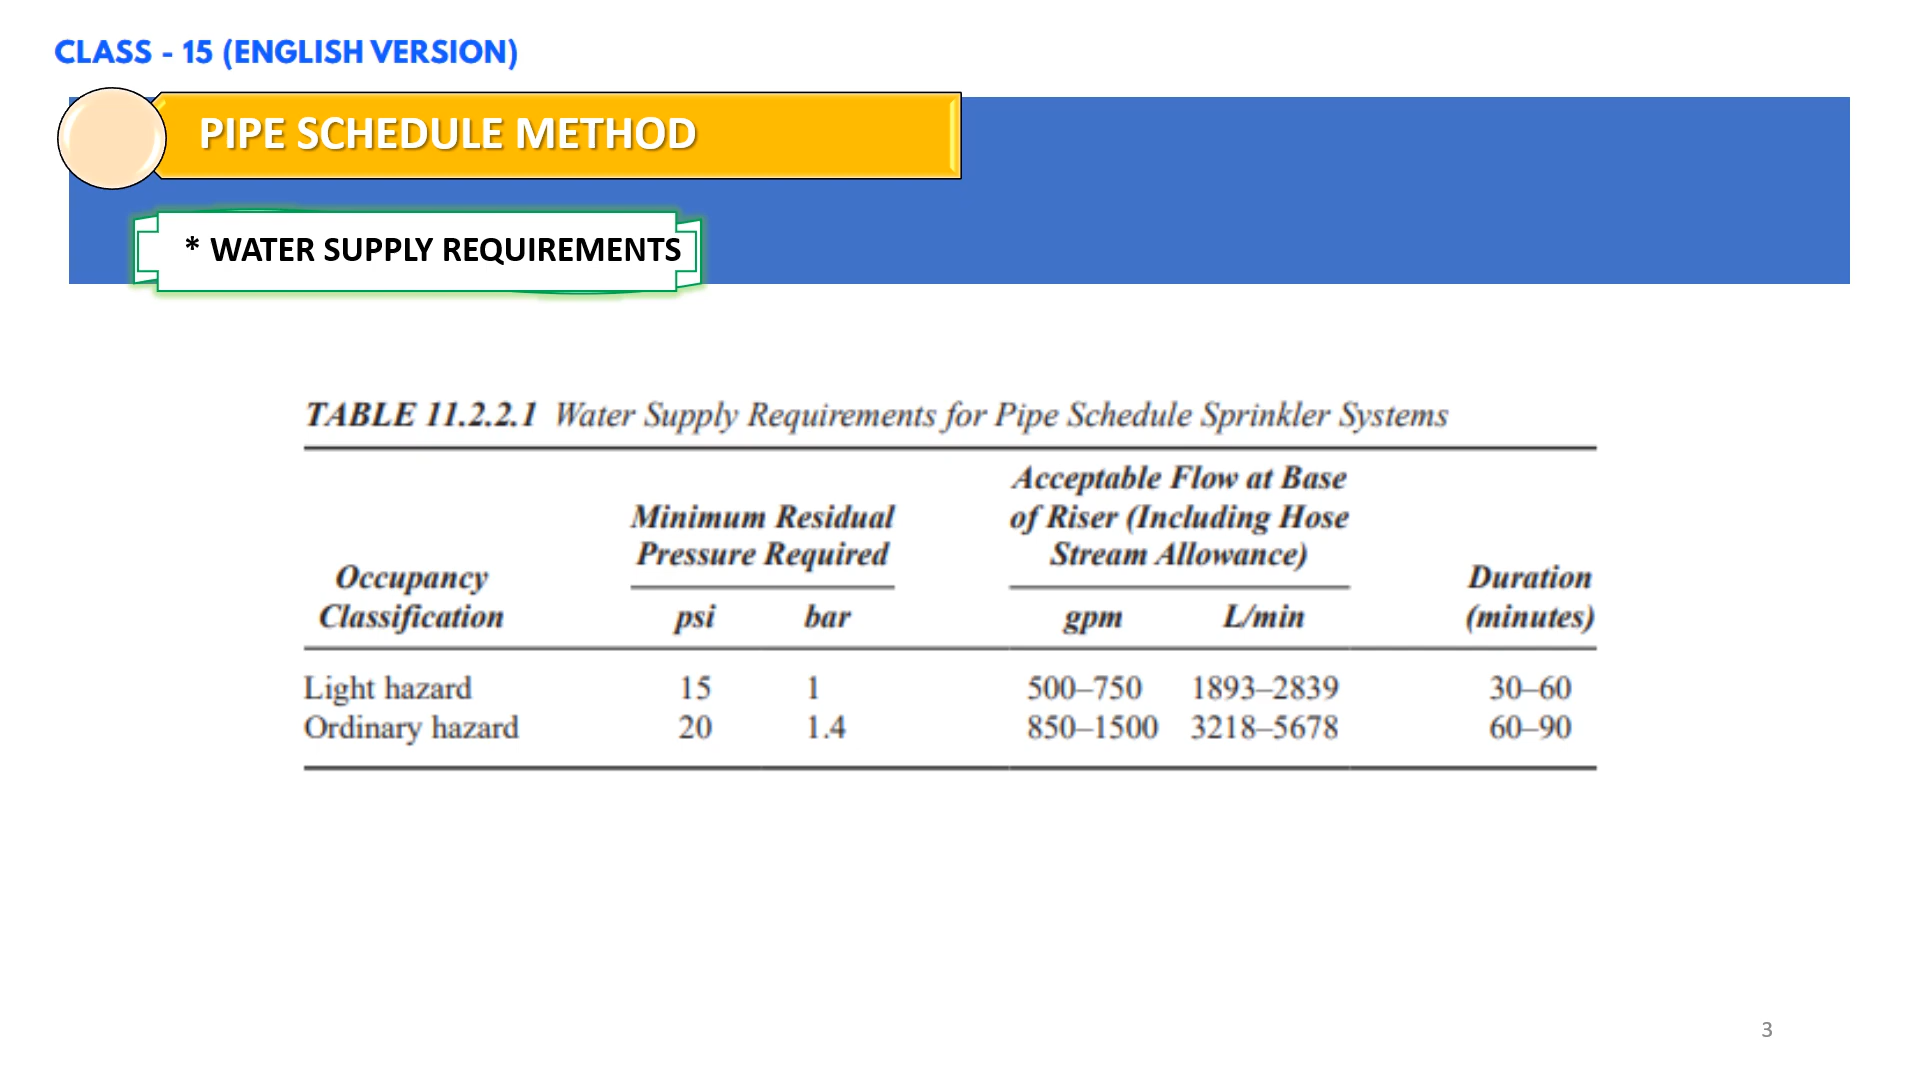 CLASS - 15 (ENGLISH VERSION)
PIPE SCHEDULE METHOD
* WATER SUPPLY REQUIREMENTS
TABLE 11.2.2.1 Water Supply Requirements for Pipe Schedule Sprinkler Systems
Occupancy
Classification
Minimum Residual
Pressure Required
psi bar
Acceptable Flow at Base
of Riser (Including Hose
Stream Allowance)
gpm L/min
Duration
(minutes)
Light hazard 15 1 500–750 1893–2839 30–60
Ordinary hazard 20 1.4 850–1500 3218–5678 60–90
3